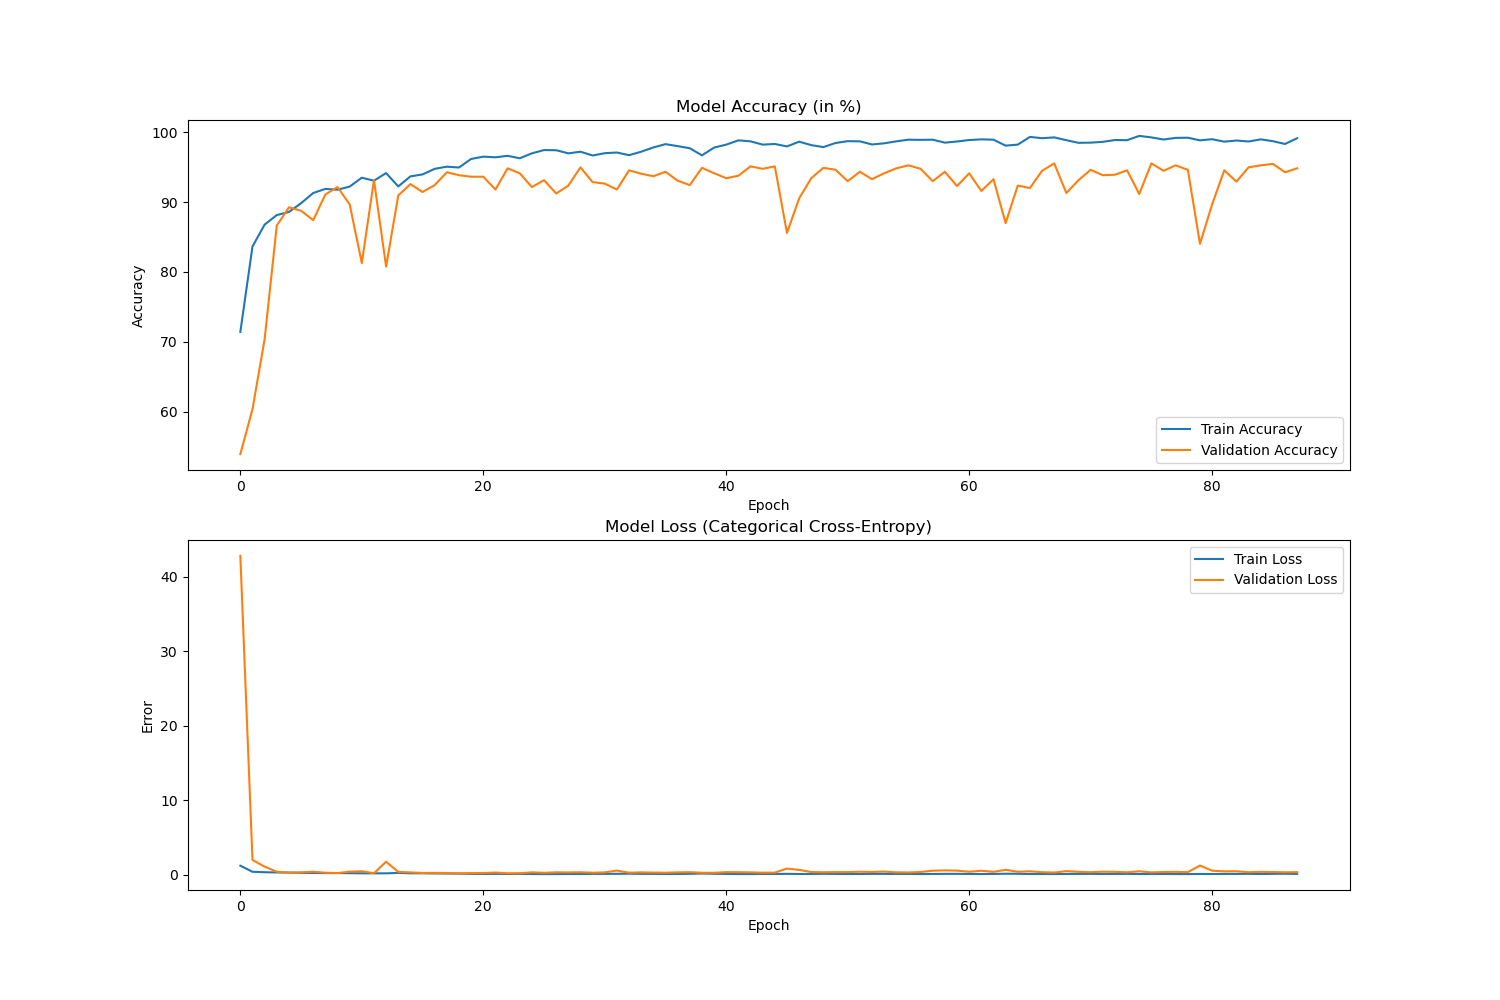 Model Accuracy (in %)
100
90
80
70
60
Accuracy
Train Accuracy
Validation Accuracy
0 20 40 60 80
Epoch
Model Loss (Categorical Cross-Entropy)
40
30
20
10
0
Error
Train Loss
Validation Loss
0 20 40 60 80
Epoch